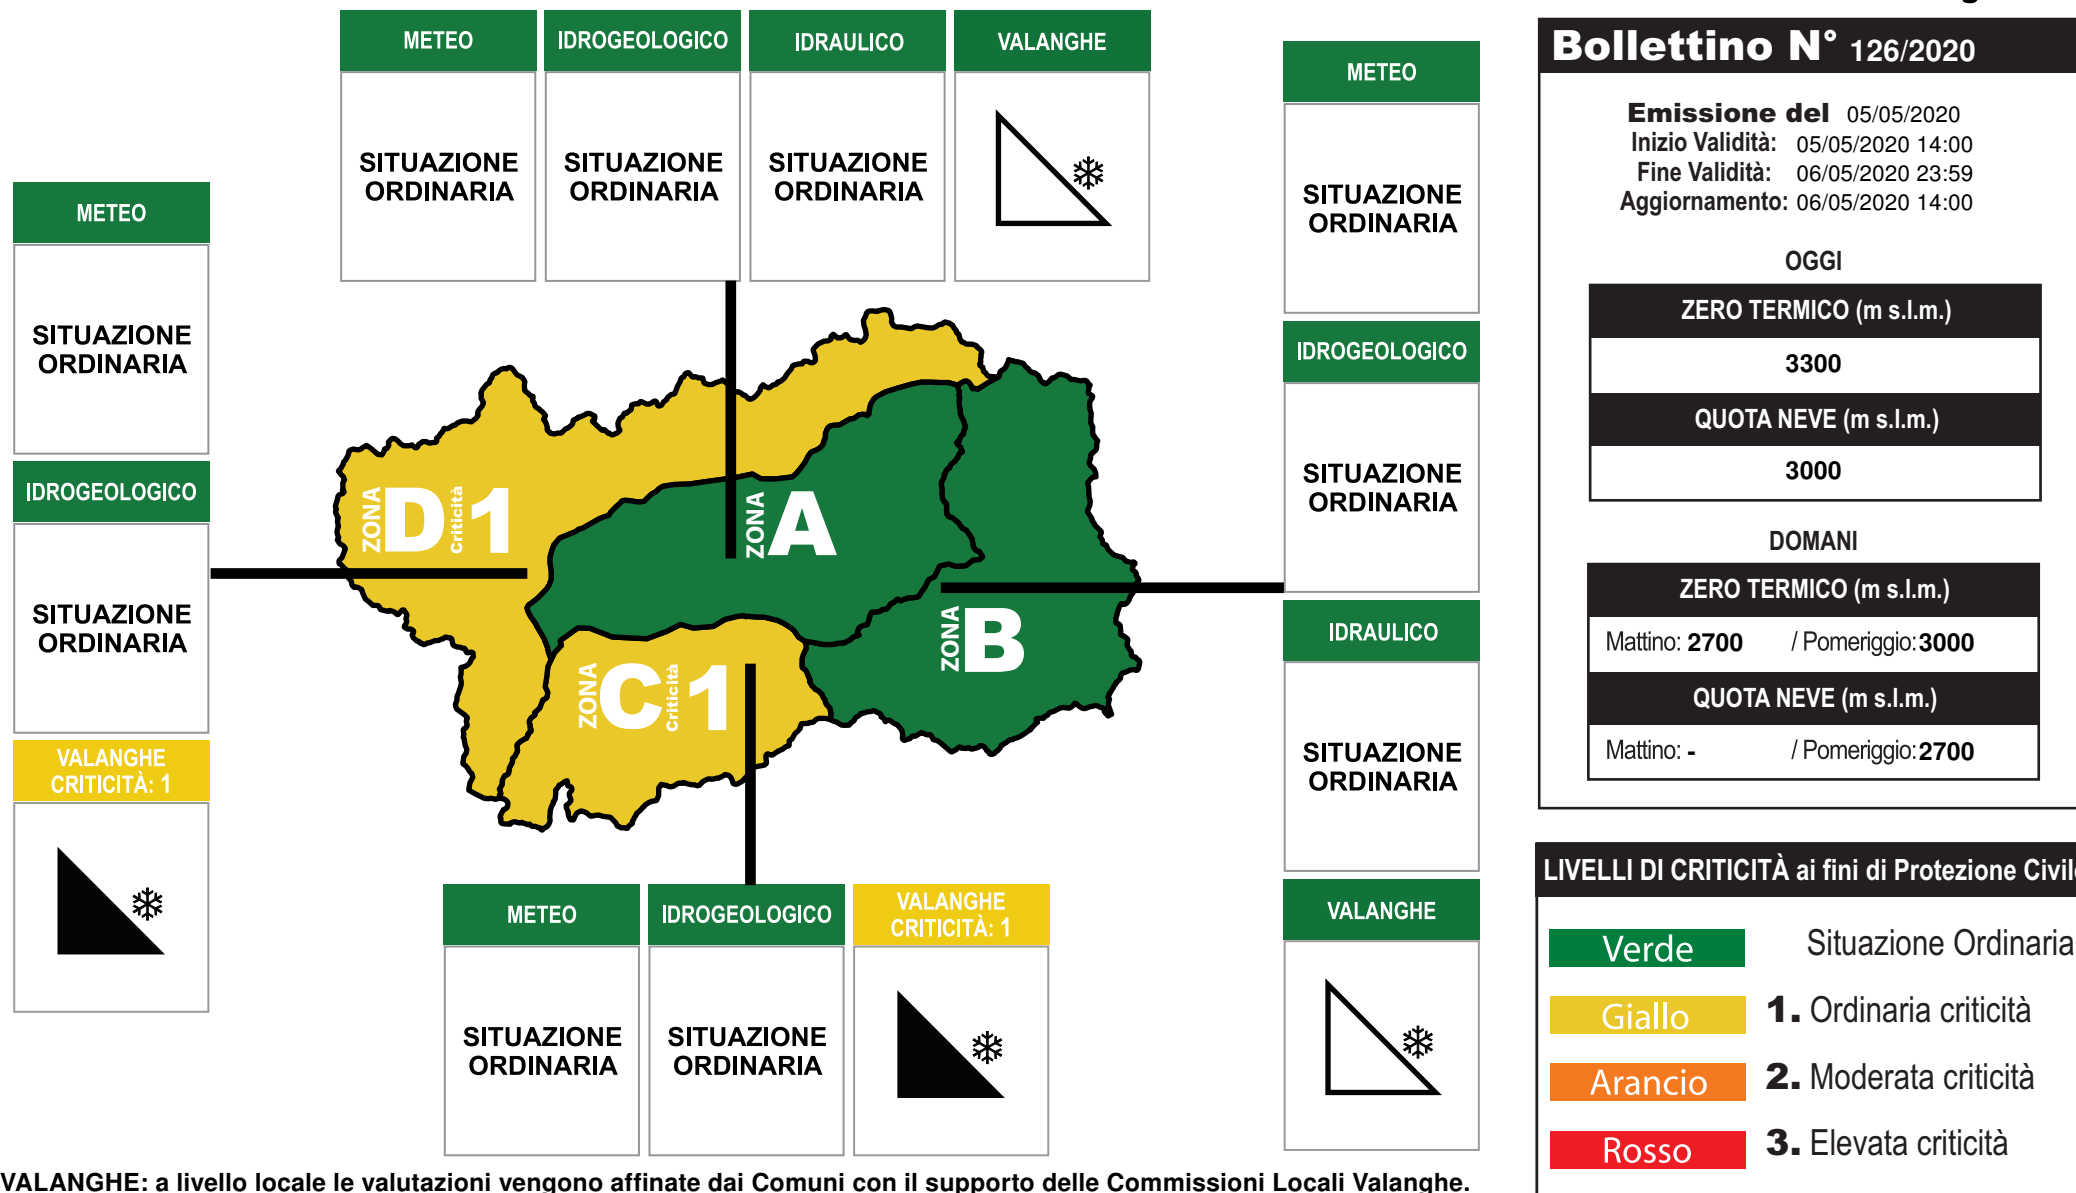 METEO
IDROGEOLOGICO
IDRAULICO
VALANGHE
SITUAZIONE
ORDINARIA
SITUAZIONE
ORDINARIA
SITUAZIONE
ORDINARIA
METEO
SITUAZIONE
ORDINARIA
IDROGEOLOGICO
SITUAZIONE
ORDINARIA
VALANGHE
CRITICITÀ: 1
ZONA D Criticità 1
ZONA A
ZONA B
ZONA C Criticità 1
METEO
IDROGEOLOGICO
VALANGHE
CRITICITÀ: 1
SITUAZIONE
ORDINARIA
SITUAZIONE
ORDINARIA
METEO
SITUAZIONE
ORDINARIA
IDROGEOLOGICO
SITUAZIONE
ORDINARIA
IDRAULICO
SITUAZIONE
ORDINARIA
VALANGHE
Bollettino N° 126/2020
Emissione del 05/05/2020
Inizio Validità: 05/05/2020 14:00
Fine Validità: 06/05/2020 23:59
Aggiornamento: 06/05/2020 14:00
OGGI
ZERO TERMICO (m s.l.m.)
3300
QUOTA NEVE (m s.l.m.)
3000
DOMANI
ZERO TERMICO (m s.l.m.)
Mattino: 2700 / Pomeriggio: 3000
QUOTA NEVE (m s.l.m.)
Mattino: - / Pomeriggio: 2700
LIVELLI DI CRITICITÀ ai fini di Protezione Civile
Verde Situazione Ordinaria
Giallo 1. Ordinaria criticità
Arancio 2. Moderata criticità
Rosso 3. Elevata criticità
VALANGHE: a livello locale le valutazioni vengono affinate dai Comuni con il supporto delle Commissioni Locali Valanghe.